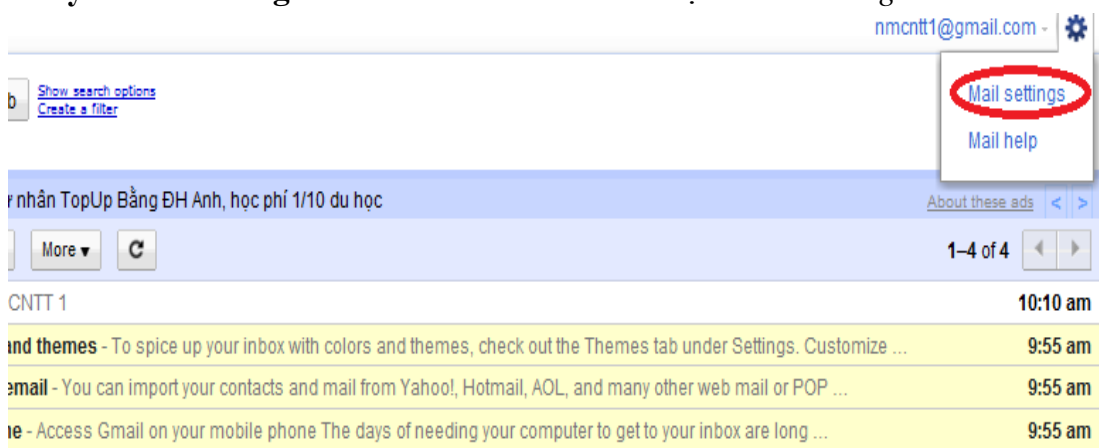 nmcntt1@gmail.com
Show search options
Create a filter
Mail settings
Mail help
nhân TopUp Bằng ĐH Anh, học phí 1/10 du học
About these ads < >
More ▾
1–4 of 4
CNTT 1 10:10 am
and themes - To spice up your inbox with colors and themes, check out the Themes tab under Settings. Customize ... 9:55 am
email - You can import your contacts and mail from Yahoo!, Hotmail, AOL, and many other web mail or POP ... 9:55 am
ne - Access Gmail on your mobile phone The days of needing your computer to get to your inbox are long ... 9:55 am